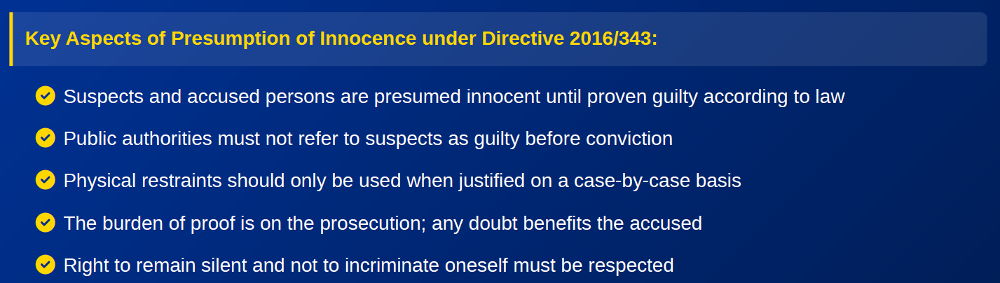 Key Aspects of Presumption of Innocence under Directive 2016/343:
Suspects and accused persons are presumed innocent until proven guilty according to law
Public authorities must not refer to suspects as guilty before conviction
Physical restraints should only be used when justified on a case-by-case basis
The burden of proof is on the prosecution; any doubt benefits the accused
Right to remain silent and not to incriminate oneself must be respected